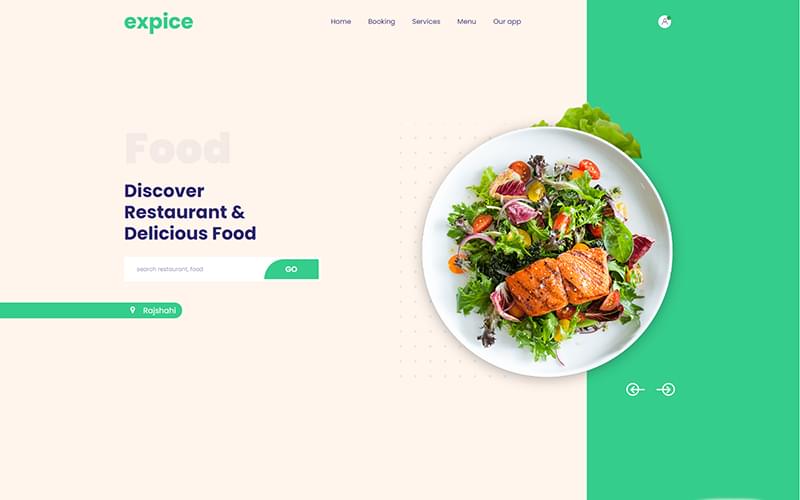 expice
Home Booking Services Menu Our app
Food
Discover
Restaurant &
Delicious Food
search restaurant, food GO
Rajshahi